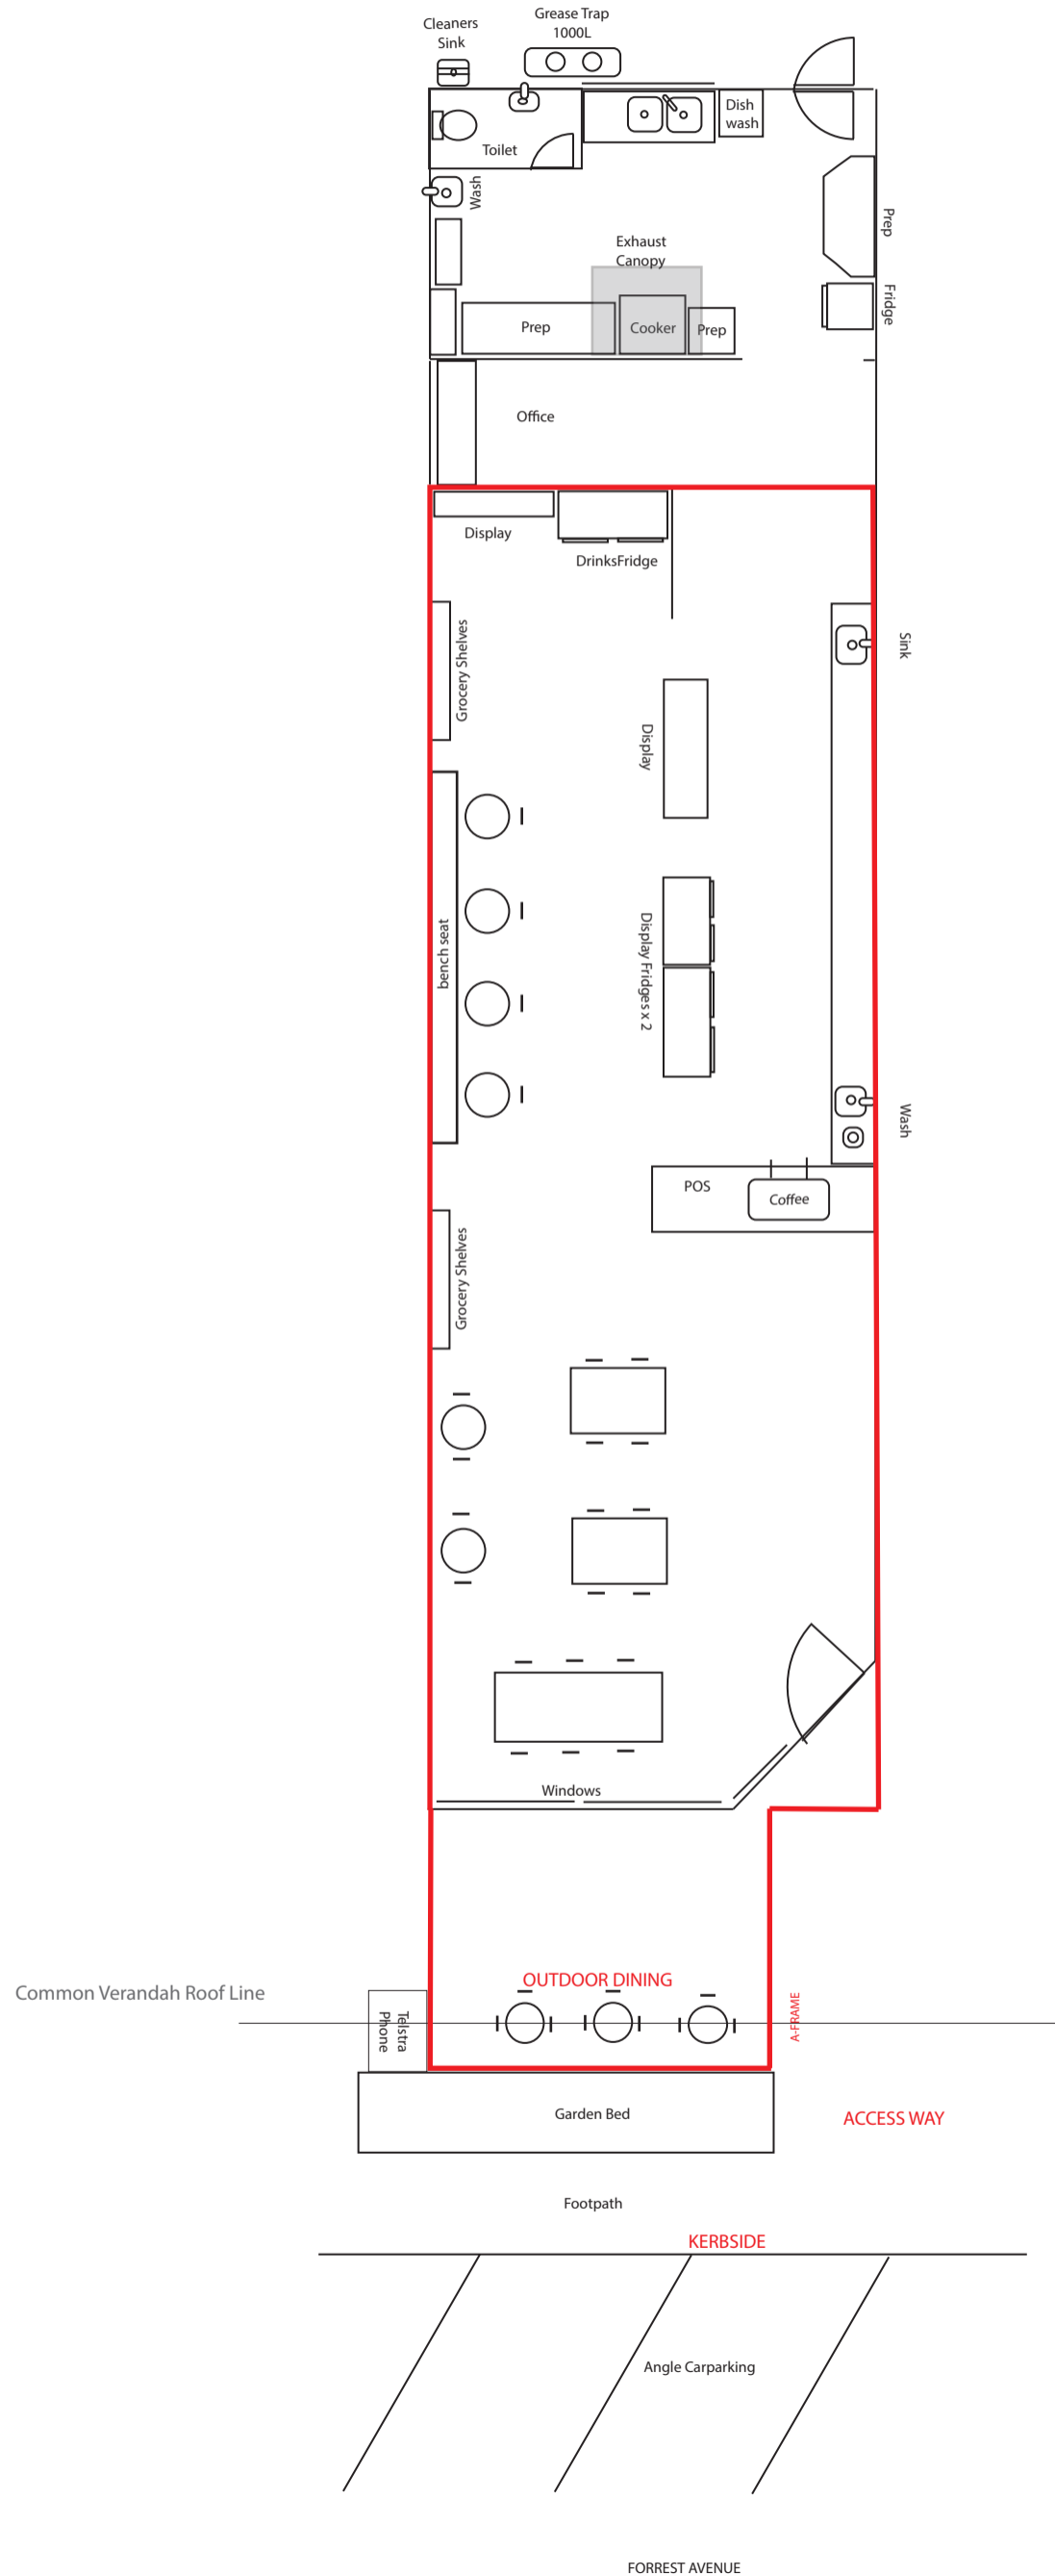 Cleaners
Sink
Grease Trap
1000L
Dish
wash
Toilet
Wash
Prep
Exhaust
Canopy
Fridge
Prep
Cooker
Prep
Office
Display
DrinksFridge
Grocery Shelves
Sink
Display
bench seat
Display Fridges x 2
Wash
POS
Coffee
Grocery Shelves
Windows
OUTDOOR DINING
Common Verandah Roof Line
Telstra
Phone
A-FRAME
Garden Bed
ACCESS WAY
Footpath
KERBSIDE
Angle Carparking
FORREST AVENUE